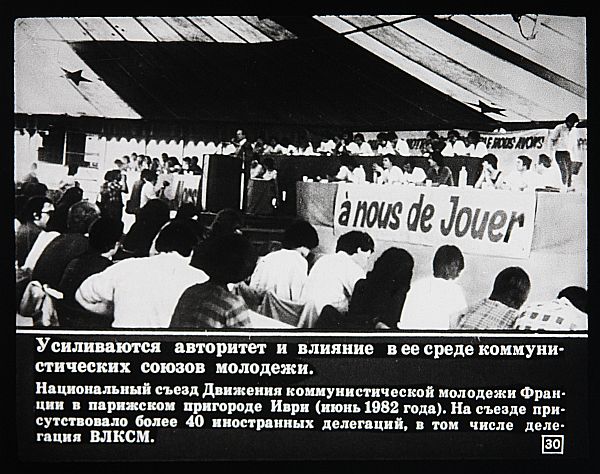 NOUS AVONS
à nous de Jouer
Усиливаются авторитет и влияние в ее среде коммуни-
стических союзов молодежи.
Национальный съезд Движения коммунистической молодежи Фран-
ции в парижском пригороде Иври (июнь 1982 года). На съезде при-
сутствовало более 40 иностранных делегаций, в том числе деле-
гация ВЛКСМ.
30